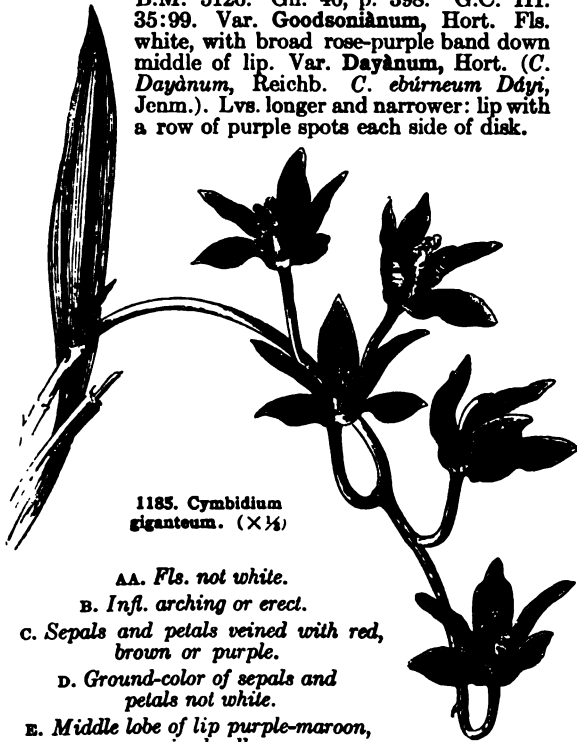 35:99. Var. Goodsoniànum, Hort. Fls.
white, with broad rose-purple band down
middle of lip. Var. Dayànum, Hort. (C.
Dayànum, Reichb. C. ebúrneum Dáyi,
Jenm.). Lvs. longer and narrower: lip with
a row of purple spots each side of disk.
1185. Cymbidium
giganteum. (×⅙)
AA. Fls. not white.
B. Infl. arching or erect.
C. Sepals and petals veined with red,
brown or purple.
D. Ground-color of sepals and
petals not white.
E. Middle lobe of lip purple-maroon,